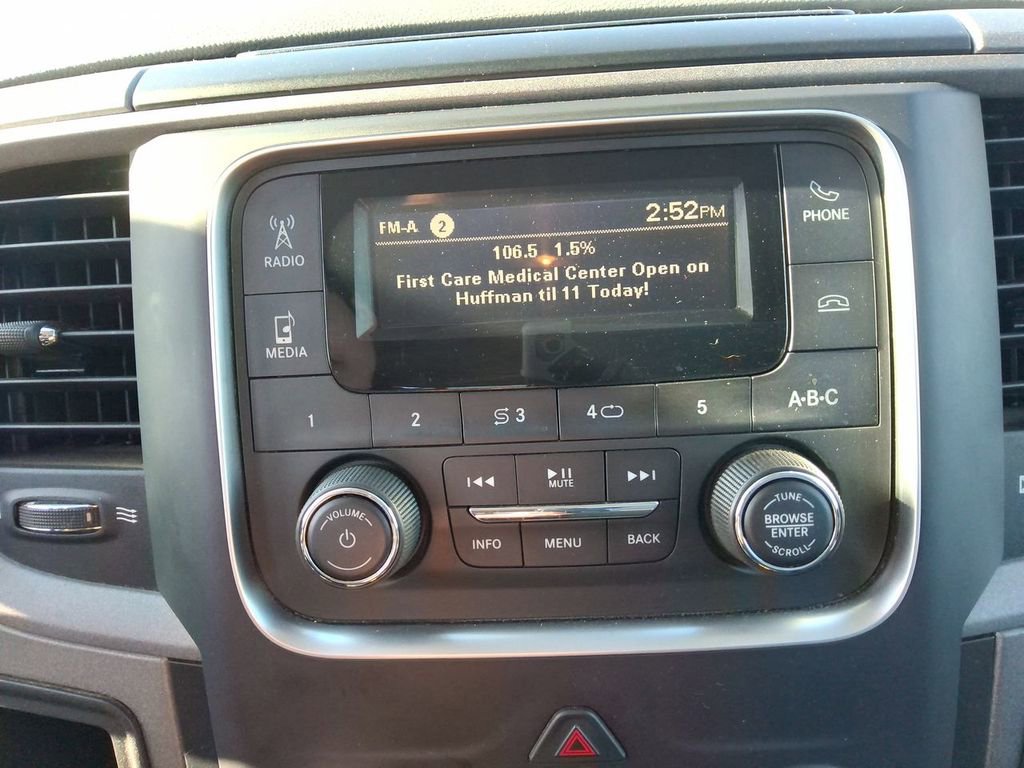 RADIO
MEDIA
FM-A 2 2:52PM
106.5 1.5%
First Care Medical Center Open on
Huffman til 11 Today!
PHONE
1 2 3 4 5 A·B·C
MUTE
VOLUME
INFO MENU BACK
TUNE
BROWSE
ENTER
SCROLL